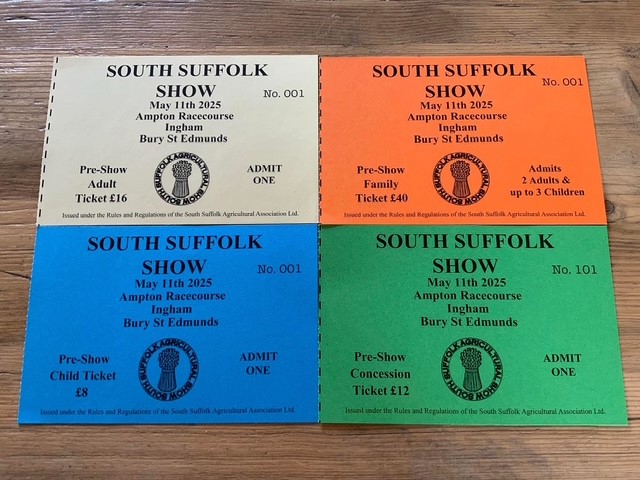 SOUTH SUFFOLK
SHOW
No. 001
May 11th 2025
Ampton Racecourse
Ingham
Bury St Edmunds
Pre-Show
Adult
Ticket £16
SOUTH SUFFOLK AGRICULTURAL SHOW
ADMIT
ONE
Issued under the Rules and Regulations of the South Suffolk Agricultural Association Ltd.
SOUTH SUFFOLK
SHOW
No. 001
May 11th 2025
Ampton Racecourse
Ingham
Bury St Edmunds
Pre-Show
Family
Ticket £40
SOUTH SUFFOLK AGRICULTURAL SHOW
Admits
2 Adults &
up to 3 Children
Issued under the Rules and Regulations of the South Suffolk Agricultural Association Ltd.
SOUTH SUFFOLK
SHOW
No. 001
May 11th 2025
Ampton Racecourse
Ingham
Bury St Edmunds
Pre-Show
Child Ticket
£8
SOUTH SUFFOLK AGRICULTURAL SHOW
ADMIT
ONE
Issued under the Rules and Regulations of the South Suffolk Agricultural Association Ltd.
SOUTH SUFFOLK
SHOW
No. 101
May 11th 2025
Ampton Racecourse
Ingham
Bury St Edmunds
Pre-Show
Concession
Ticket £12
SOUTH SUFFOLK AGRICULTURAL SHOW
ADMIT
ONE
Issued under the Rules and Regulations of the South Suffolk Agricultural Association Ltd.